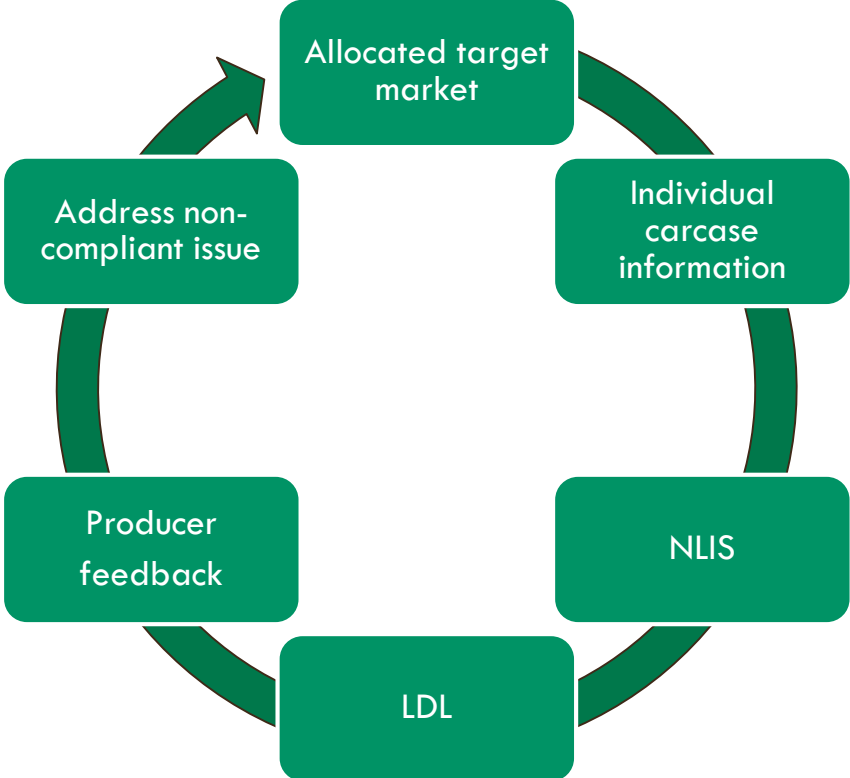 Allocated target
market
Individual
carcase
information
NLIS
LDL
Producer
feedback
Address non-
compliant issue